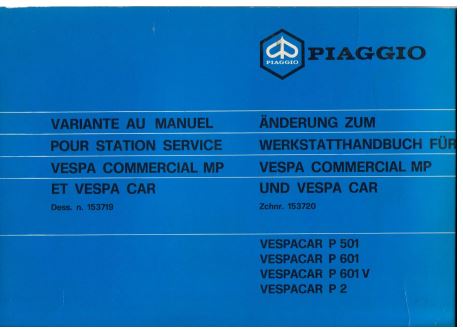 PIAGGIO
PIAGGIO
VARIANTE AU MANUEL
POUR STATION SERVICE
VESPA COMMERCIAL MP
ET VESPA CAR
Dess. n. 153719
ÄNDERUNG ZUM
WERKSTATTHANDBUCH FÜR
VESPA COMMERCIAL MP
UND VESPA CAR
Zchnr. 153720
VESPACAR P 501
VESPACAR P 601
VESPACAR P 601 V
VESPACAR P 2